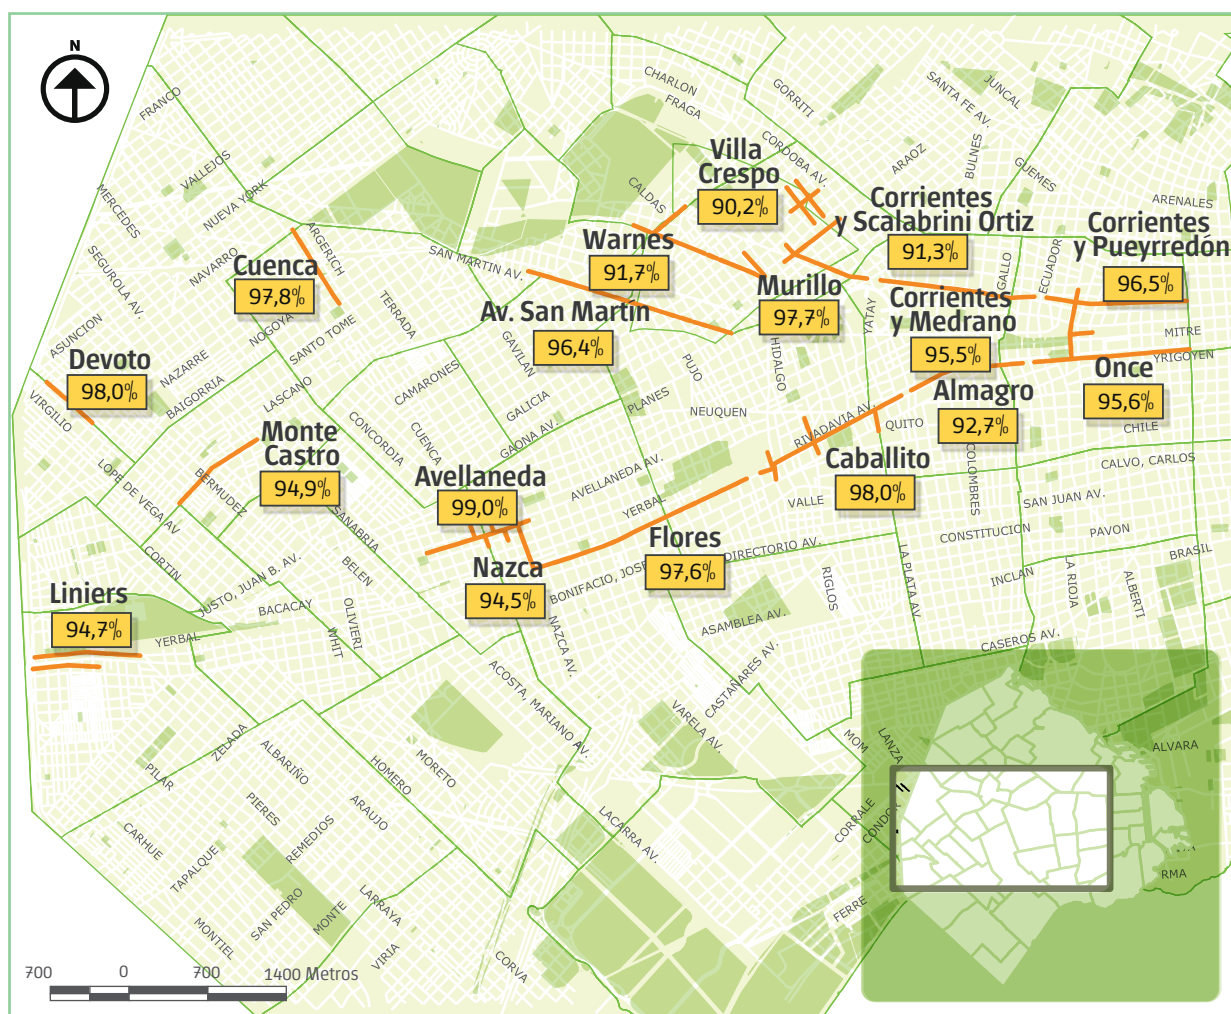 N
CHARLON
FRAGA
GORRITI
SANTA FE AV.
JUNCAL
FRANCO
VALLEJOS
NUEVA YORK
MERCEDES
CORDOBA AV.
ARAOZ
BULNES
GUEMES
ARENALES
Villa
Crespo
90,2%
CALDAS
Corrientes
y Scalabrini Ortiz
91,3%
Corrientes
y Pueyrredón
96,5%
ARGERICH
NAVARRO
SEGUROLA AV.
SAN MARTIN AV.
Warnes
91,7%
GALLO
ECUADOR
Cuenca
97,8%
Murillo
97,7%
Corrientes
y Medrano
95,5%
YATAY
TERRADA
Av. San Martín
96,4%
ASUNCION
NOGOYA
SANTO TOME
GAVILAN
MITRE
YRIGOYEN
Devoto
98,0%
NAZARRE
BAIGORRIA
LASCANO
CAMARONES
GALICIA
PUJO
HIDALGO
PLANES
NEUQUEN
Once
95,6%
Almagro
92,7%
VIRGILIO
CONCORDIA
CUENCA
GAONA AV.
RIVADAVIA AV.
QUITO
CHILE
Monte
Castro
94,9%
LOPE DE VEGA AV
BERMUDEZ
Avellaneda
99,0%
AVELLANEDA AV.
YERBAL
Caballito
98,0%
VALLE
COLOMBRES
CALVO, CARLOS
SAN JUAN AV.
SANABRIA
CONSTITUCION
PAVON
BRASIL
Flores
97,6%
DIRECTORIO AV.
CORTIN
JUSTO, JUAN B. AV.
BELEN
Nazca
94,5%
BONIFACIO, JOSE
RIGLOS
LA PLATA AV.
INCLAN
LA RIOJA
ALBERTI
Liniers
94,7%
BACACAY
OLIVIERI
WHIT
YERBAL
NAZCA AV.
ASAMBLEA AV.
CASEROS AV.
ACOSTA, MARIANO AV.
CASTAÑARES AV.
VARELA AV.
MOM
LANZA
ALVARA
ZELADA
ALBARIÑO
PILAR
HOMERO
MORETO
PIERES
REMEDIOS
ARAUJO
CARHUE
TAPALQUE
LACARRA AV.
CORRALE
CONDOR
RMA
SAN PEDRO
MONTE
LARRAYA
FERRE
MONTIEL
VIRIA
CORVA
700 0 700 1400 Metros